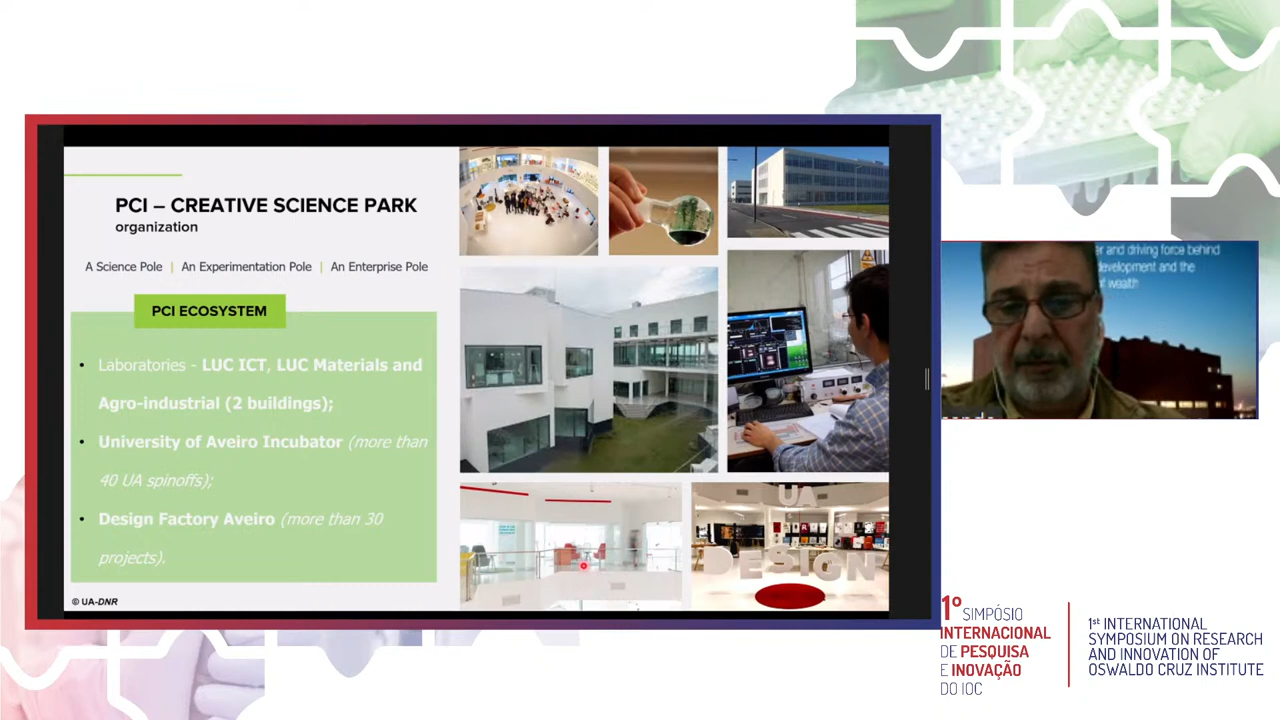 PCI – CREATIVE SCIENCE PARK
organization
A Science Pole | An Experimentation Pole | An Enterprise Pole
PCI ECOSYSTEM
• Laboratories - LUC ICT, LUC Materials and
Agro-industrial (2 buildings);
• University of Aveiro Incubator (more than
40 UA spinoffs);
• Design Factory Aveiro (more than 30
projects).
© UA-DNR
UA
DESIGN
and driving force behind
development and the
wealth
1º SIMPÓSIO
INTERNACIONAL
DE PESQUISA
E INOVAÇÃO
DO IOC
1st INTERNATIONAL
SYMPOSIUM ON RESEARCH
AND INNOVATION OF
OSWALDO CRUZ INSTITUTE